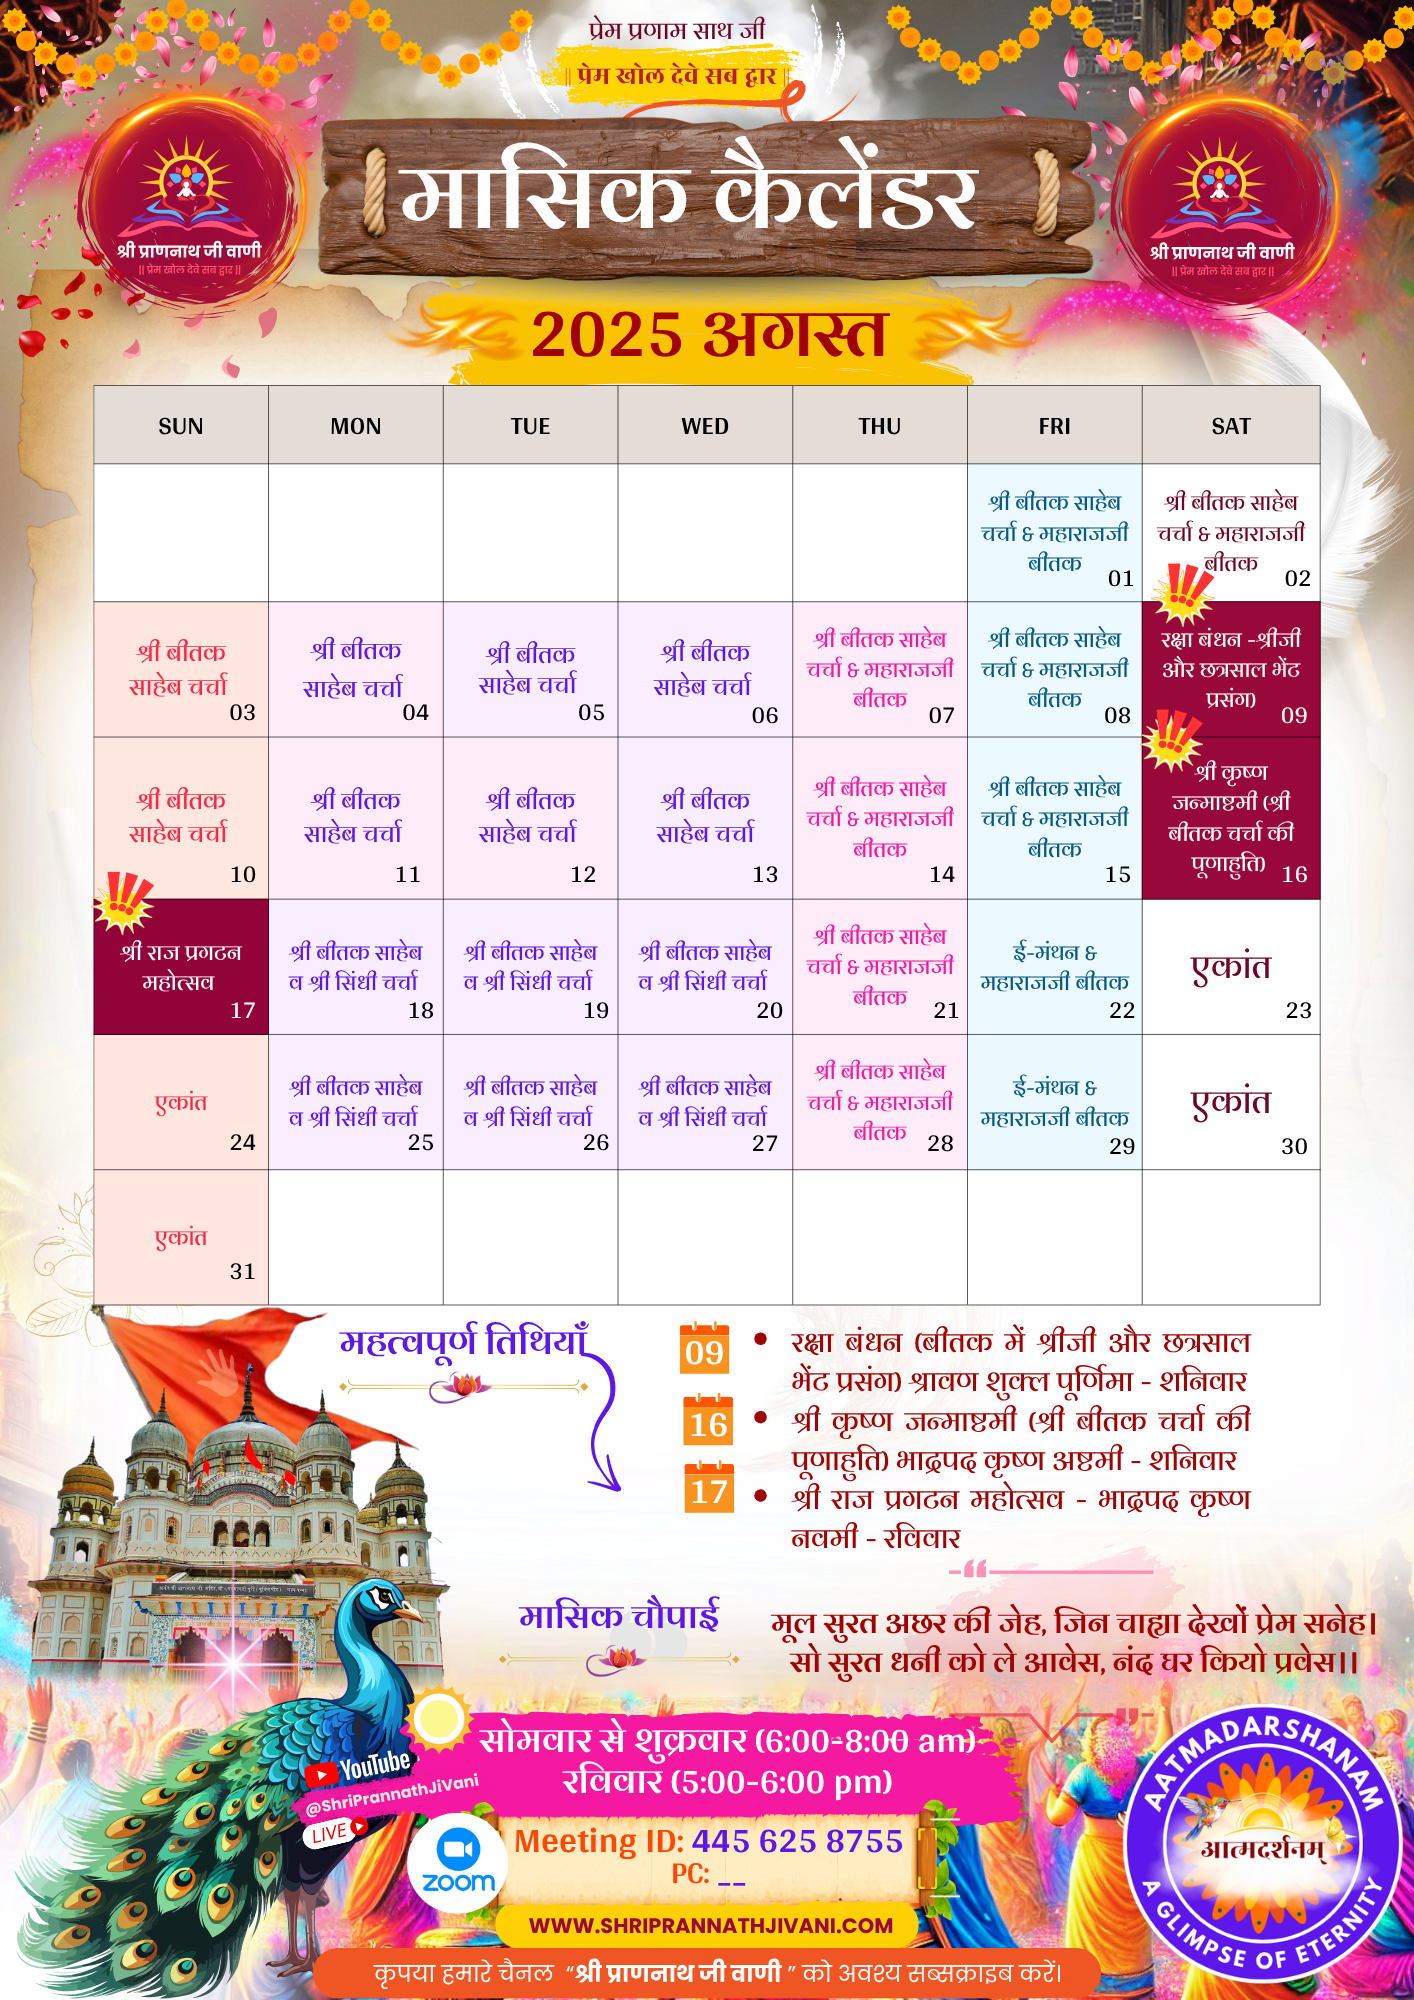 प्रेम प्रणाम साथ जी
|| प्रेम खोल देवे सब द्वार ||
मासिक कैलेंडर
श्री प्राणनाथ जी वाणी
|| प्रेम खोल देवे सब द्वार ||
श्री प्राणनाथ जी वाणी
|| प्रेम खोल देवे सब द्वार ||
2025 अगस्त
SUN MON TUE WED THU FRI SAT
श्री बीतक साहेब
चर्चा & महाराजजी
बीतक
01
श्री बीतक साहेब
चर्चा & महाराजजी
बीतक
02
श्री बीतक
साहेब चर्चा
03
श्री बीतक
साहेब चर्चा
04
श्री बीतक
साहेब चर्चा
05
श्री बीतक
साहेब चर्चा
06
श्री बीतक साहेब
चर्चा & महाराजजी
बीतक
07
श्री बीतक साहेब
चर्चा & महाराजजी
बीतक
08
रक्षा बंधन -श्रीजी
और छत्रसाल भेंट
प्रसंग)
09
श्री बीतक
साहेब चर्चा
10
श्री बीतक
साहेब चर्चा
11
श्री बीतक
साहेब चर्चा
12
श्री बीतक
साहेब चर्चा
13
श्री बीतक साहेब
चर्चा & महाराजजी
बीतक
14
श्री बीतक साहेब
चर्चा & महाराजजी
बीतक
15
श्री कृष्ण
जन्माष्टमी (श्री
बीतक चर्चा की
पूणाहुति)
16
श्री राज प्रगटन
महोत्सव
17
श्री बीतक साहेब
व श्री सिंधी चर्चा
18
श्री बीतक साहेब
व श्री सिंधी चर्चा
19
श्री बीतक साहेब
व श्री सिंधी चर्चा
20
श्री बीतक साहेब
चर्चा & महाराजजी
बीतक
21
ई-मंथन &
महाराजजी बीतक
22
एकांत
23
एकांत
24
श्री बीतक साहेब
व श्री सिंधी चर्चा
25
श्री बीतक साहेब
व श्री सिंधी चर्चा
26
श्री बीतक साहेब
व श्री सिंधी चर्चा
27
श्री बीतक साहेब
चर्चा & महाराजजी
बीतक
28
ई-मंथन &
महाराजजी बीतक
29
एकांत
30
एकांत
31
महत्वपूर्ण तिथियाँ
09
• रक्षा बंधन (बीतक में श्रीजी और छत्रसाल
भेंट प्रसंग) श्रावण शुक्ल पूर्णिमा - शनिवार
16
• श्री कृष्ण जन्माष्टमी (श्री बीतक चर्चा की
पूणाहुति) भाद्रपद कृष्ण अष्टमी - शनिवार
17
• श्री राज प्रगटन महोत्सव - भाद्रपद कृष्ण
नवमी - रविवार
मासिक चौपाई
मूल सुरत अछर की जेह, जिन चाह्या देखों प्रेम सनेह।
सो सुरत धनी को ले आवेस, नंद घर कियो प्रवेस।।
सोमवार से शुक्रवार (6:00-8:00 am)
रविवार (5:00-6:00 pm)
YouTube
@ShriPrannathJiVani
LIVE
zoom
Meeting ID: 445 625 8755
PC: __
WWW.SHRIPRANNATHJIVANI.COM
कृपया हमारे चैनल “श्री प्राणनाथ जी वाणी ” को अवश्य सब्सक्राइब करें।
AATMADARSHANAM
आत्मदर्शनम्
A GLIMPSE OF ETERNITY